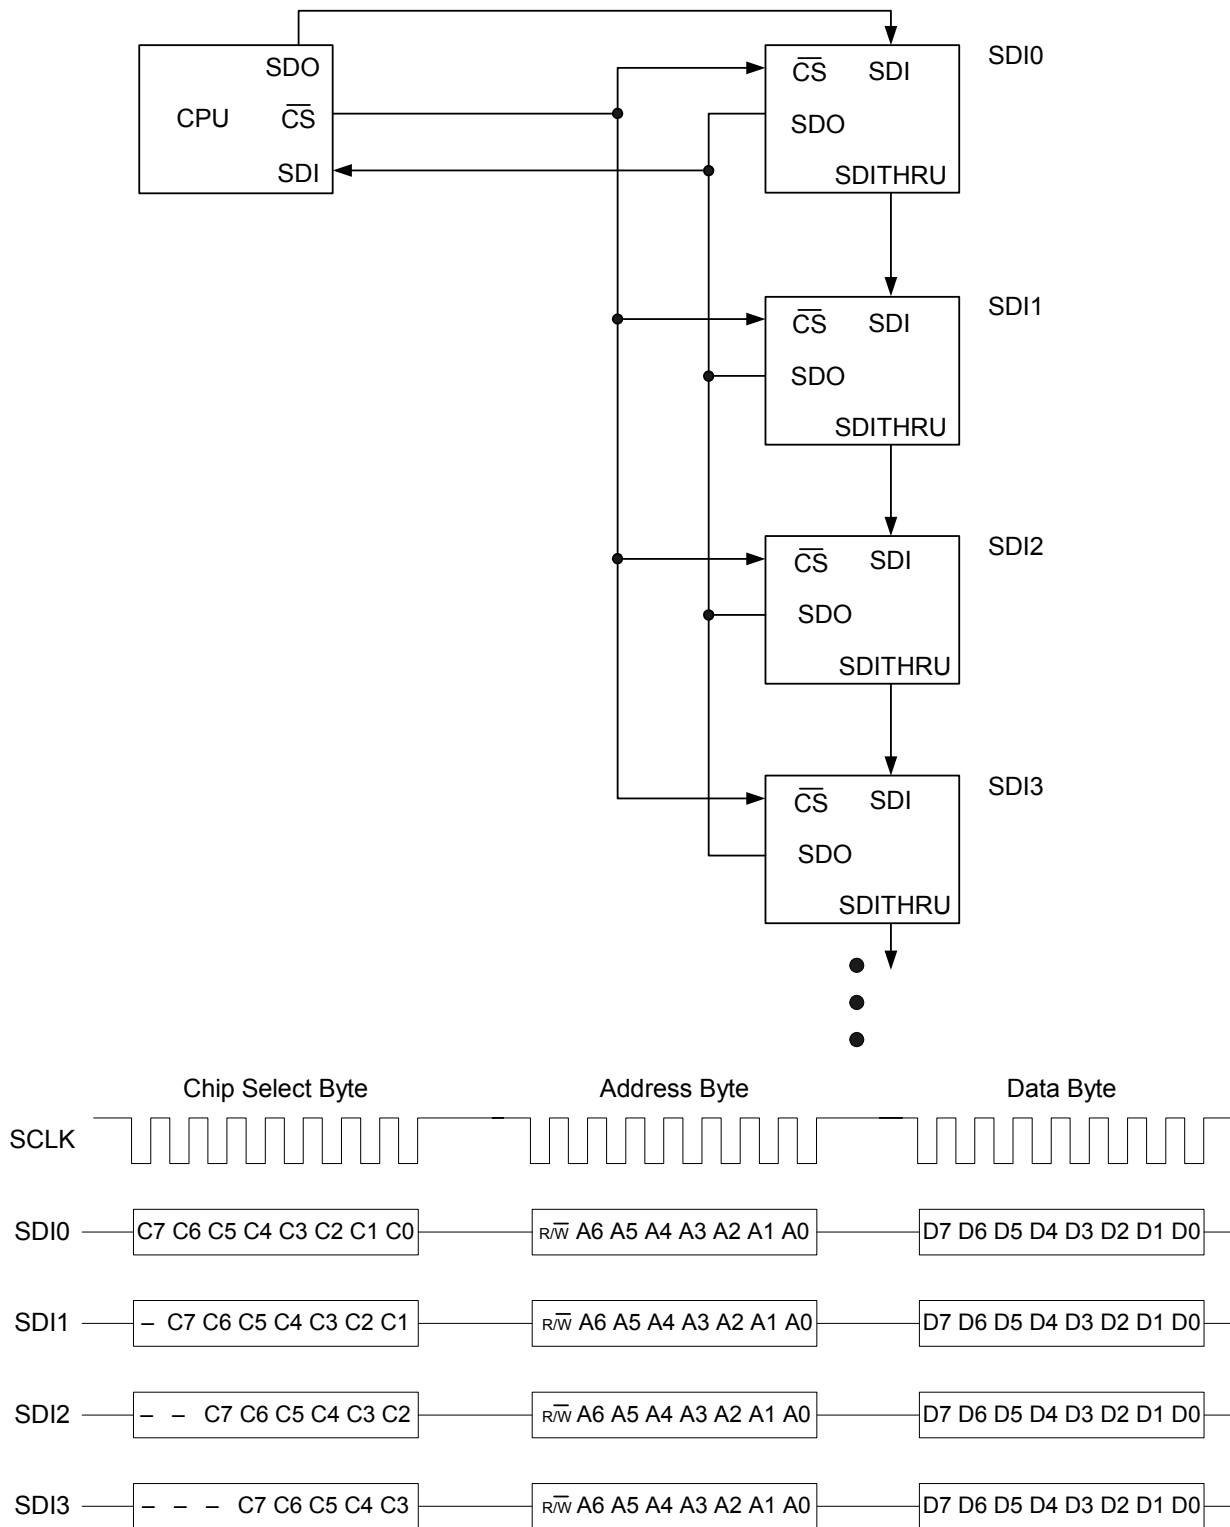 SDO
CPU
C̅S̅
SDI
C̅S̅ SDI
SDO
SDITHRU
SDI0
C̅S̅ SDI
SDO
SDITHRU
SDI1
C̅S̅ SDI
SDO
SDITHRU
SDI2
C̅S̅ SDI
SDO
SDITHRU
SDI3
Chip Select Byte Address Byte Data Byte
SCLK
SDI0 C7 C6 C5 C4 C3 C2 C1 C0 R/W̅ A6 A5 A4 A3 A2 A1 A0 D7 D6 D5 D4 D3 D2 D1 D0
SDI1 – C7 C6 C5 C4 C3 C2 C1 R/W̅ A6 A5 A4 A3 A2 A1 A0 D7 D6 D5 D4 D3 D2 D1 D0
SDI2 – – C7 C6 C5 C4 C3 C2 R/W̅ A6 A5 A4 A3 A2 A1 A0 D7 D6 D5 D4 D3 D2 D1 D0
SDI3 – – – C7 C6 C5 C4 C3 R/W̅ A6 A5 A4 A3 A2 A1 A0 D7 D6 D5 D4 D3 D2 D1 D0